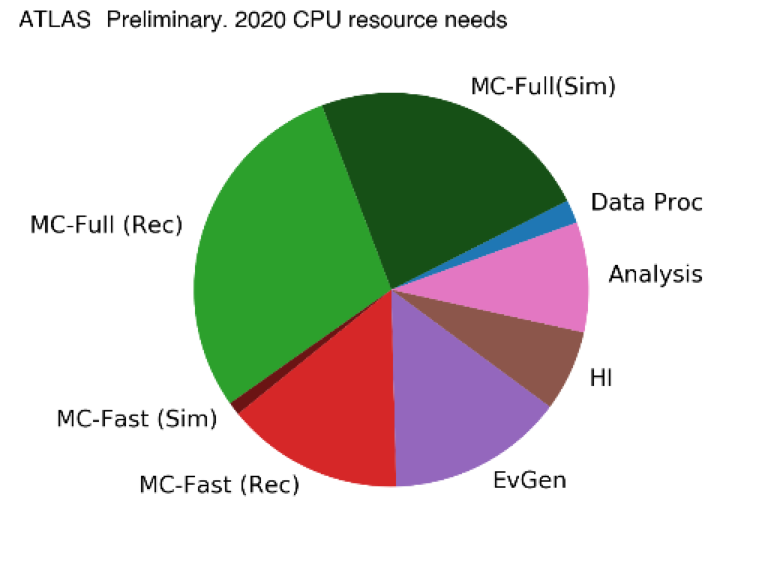 ATLAS Preliminary. 2020 CPU resource needs
MC-Full(Sim)
Data Proc
MC-Full (Rec)
Analysis
HI
MC-Fast (Sim)
EvGen
MC-Fast (Rec)